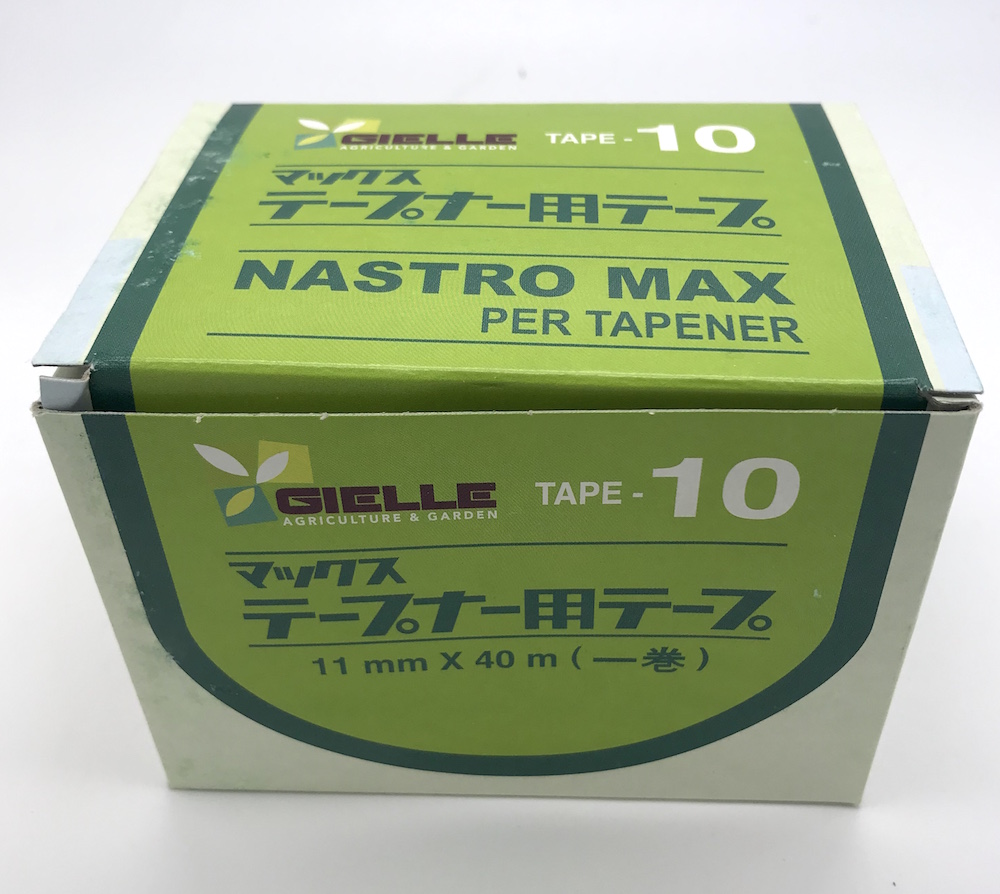 GIELLE
AGRICULTURE & GARDEN
TAPE - 10
マックス
テープナー用テープ
NASTRO MAX
PER TAPENER
GIELLE
AGRICULTURE & GARDEN
TAPE - 10
マックス
テープナー用テープ
11 mm X 40 m (一巻)